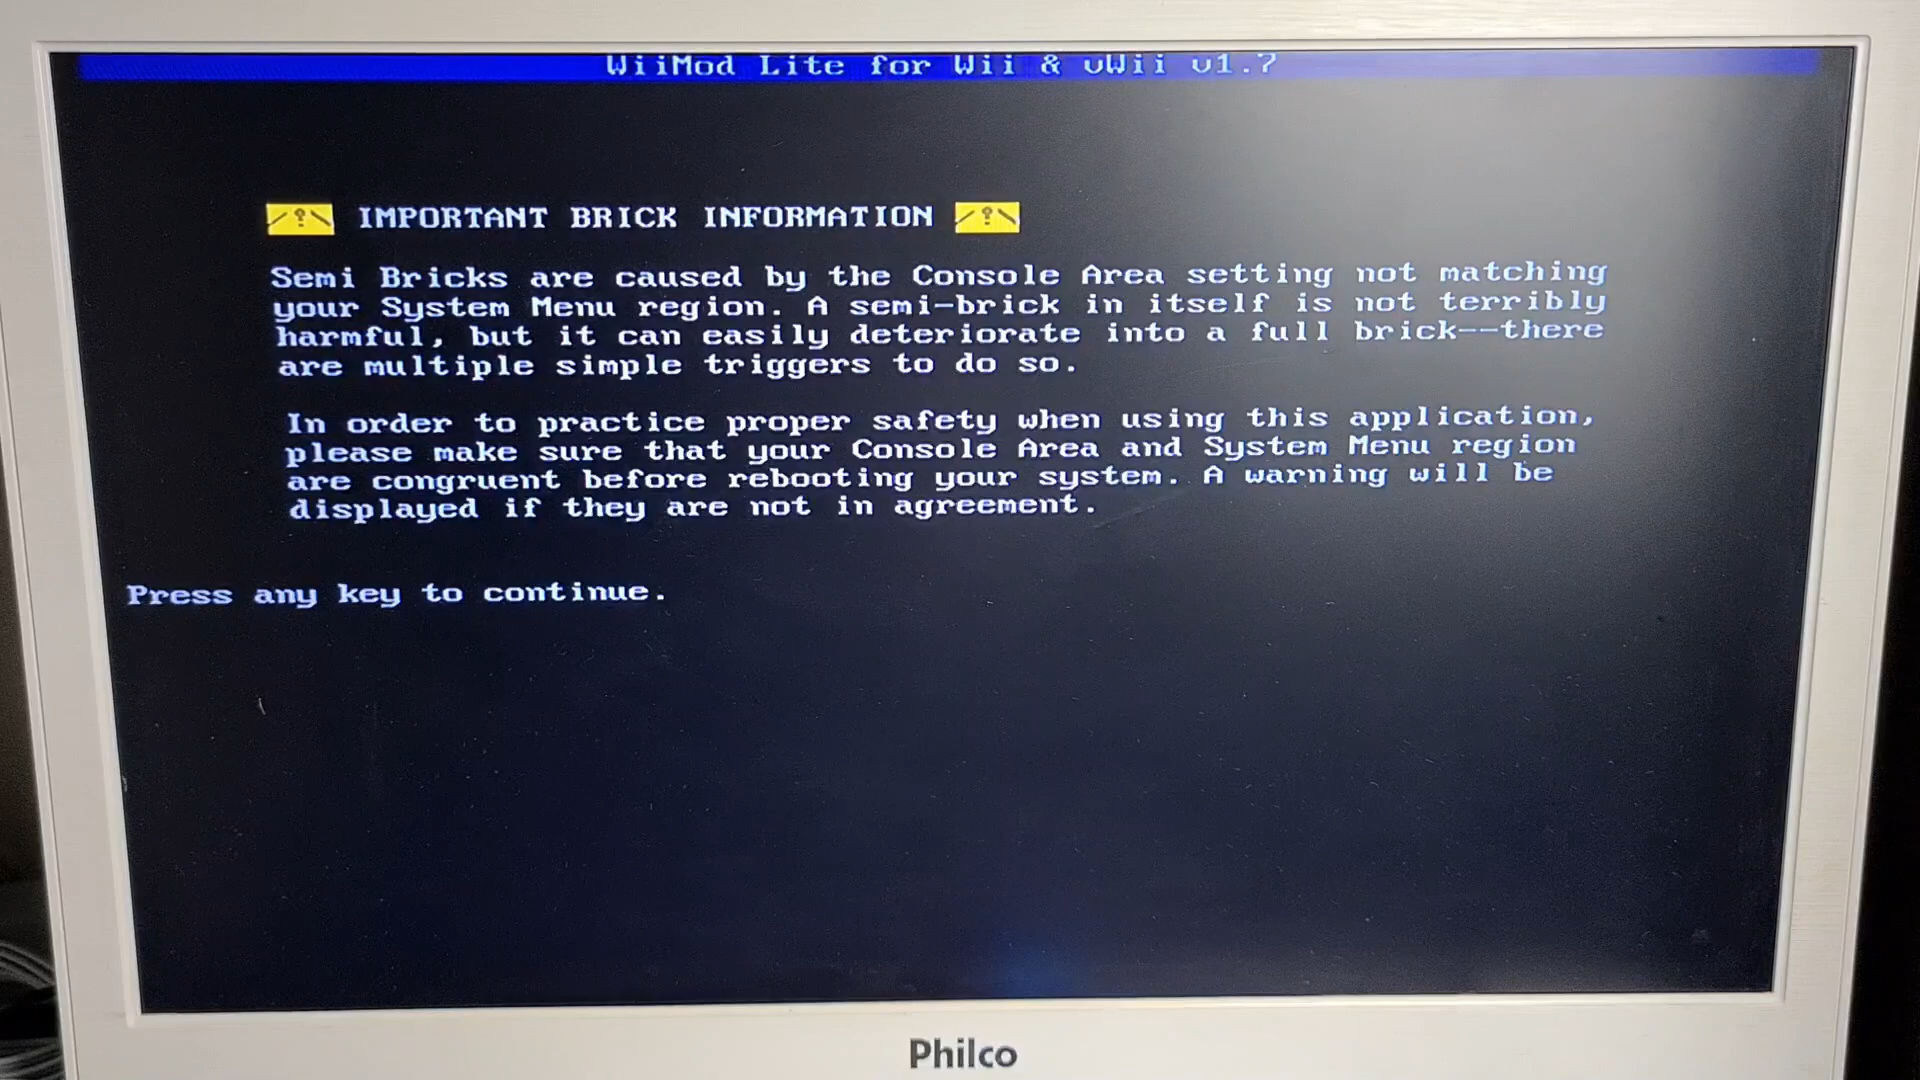 WiiMod Lite for Wii & vWii v1.7
/!\ IMPORTANT BRICK INFORMATION /!\
Semi Bricks are caused by the Console Area setting not matching
your System Menu region. A semi-brick in itself is not terribly
harmful, but it can easily deteriorate into a full brick--there
are multiple simple triggers to do so.
In order to practice proper safety when using this application,
please make sure that your Console Area and System Menu region
are congruent before rebooting your system. A warning will be
displayed if they are not in agreement.
Press any key to continue.
Philco